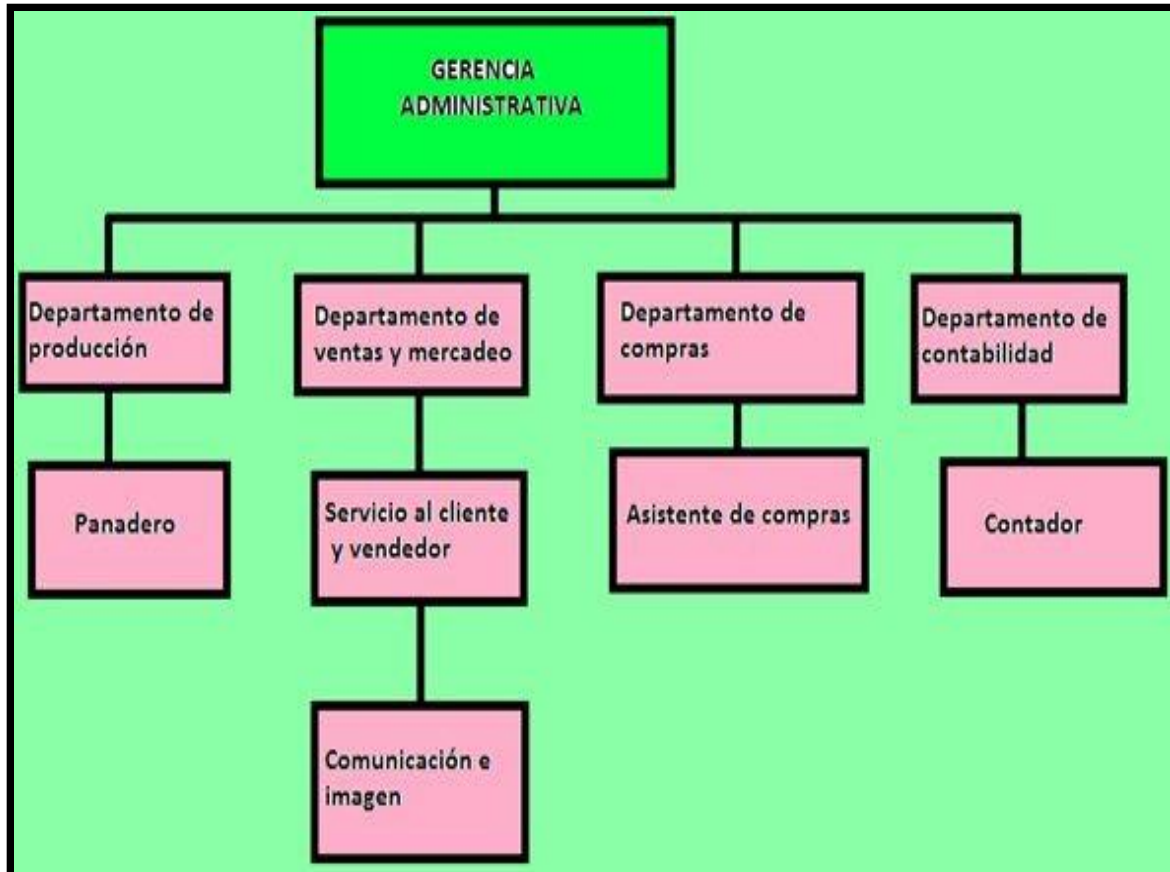 GERENCIA
ADMINISTRATIVA
Departamento de
producción
Departamento de
ventas y mercadeo
Departamento de
compras
Departamento de
contabilidad
Panadero
Servicio al cliente
y vendedor
Asistente de compras
Contador
Comunicación e
imagen